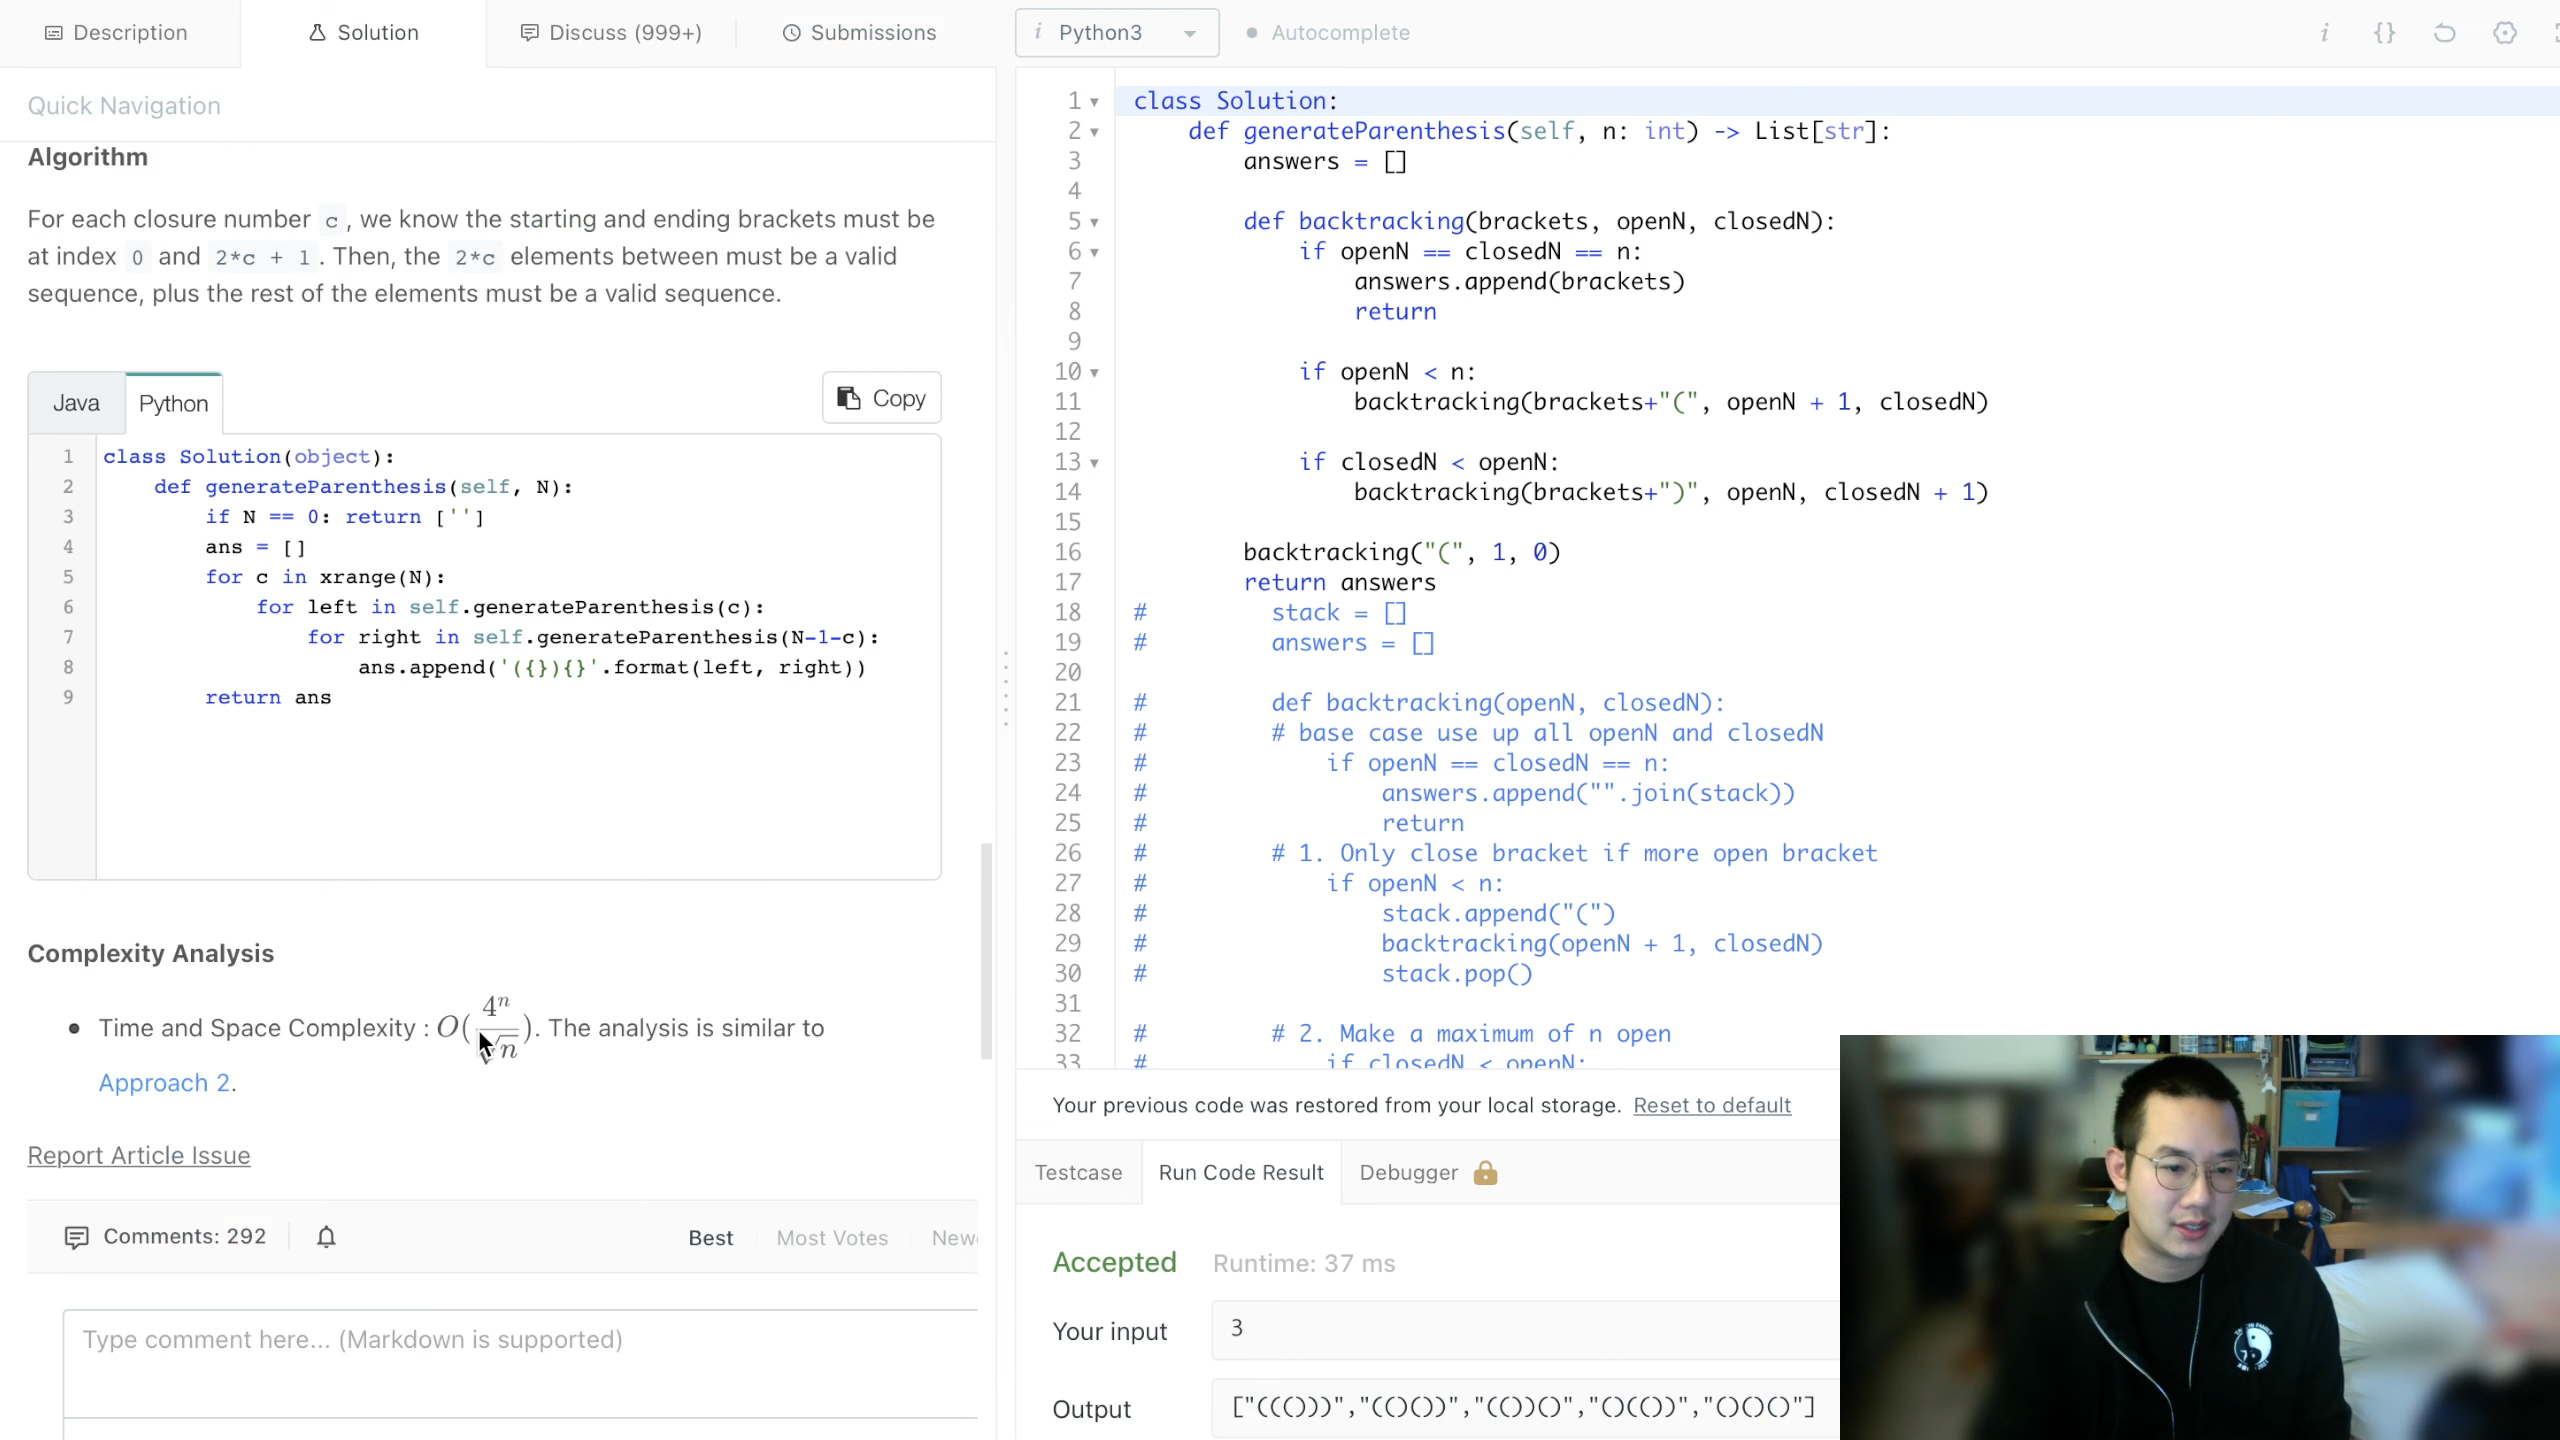 Description
Solution
Discuss (999+)
Submissions
i Python3
Autocomplete
i {}
Quick Navigation
Algorithm
For each closure number c, we know the starting and ending brackets must be
at index 0 and 2*c + 1. Then, the 2*c elements between must be a valid
sequence, plus the rest of the elements must be a valid sequence.
Java
Python
Copy
1 class Solution(object):
2     def generateParenthesis(self, N):
3         if N == 0: return ['']
4         ans = []
5         for c in xrange(N):
6             for left in self.generateParenthesis(c):
7                 for right in self.generateParenthesis(N-1-c):
8                     ans.append('({}){}'.format(left, right))
9         return ans
Complexity Analysis
• Time and Space Complexity : O(4ⁿ/√n). The analysis is similar to
Approach 2.
Report Article Issue
Comments: 292
Best
Most Votes
New
Type comment here... (Markdown is supported)
1 class Solution:
2     def generateParenthesis(self, n: int) -> List[str]:
3         answers = []
4
5         def backtracking(brackets, openN, closedN):
6             if openN == closedN == n:
7                 answers.append(brackets)
8                 return
9
10             if openN < n:
11                 backtracking(brackets+"(", openN + 1, closedN)
12
13             if closedN < openN:
14                 backtracking(brackets+")", openN, closedN + 1)
15
16         backtracking("(", 1, 0)
17         return answers
18 #         stack = []
19 #         answers = []
20
21 #         def backtracking(openN, closedN):
22 #         # base case use up all openN and closedN
23 #             if openN == closedN == n:
24 #                 answers.append("".join(stack))
25 #                 return
26 #         # 1. Only close bracket if more open bracket
27 #             if openN < n:
28 #                 stack.append("(")
29 #                 backtracking(openN + 1, closedN)
30 #                 stack.pop()
31
32 #         # 2. Make a maximum of n open
33 #             if closedN < openN:
Your previous code was restored from your local storage. Reset to default
Testcase
Run Code Result
Debugger
Accepted Runtime: 37 ms
Your input 3
Output ["((()))","(()())","(())()","()(())","()()()"]